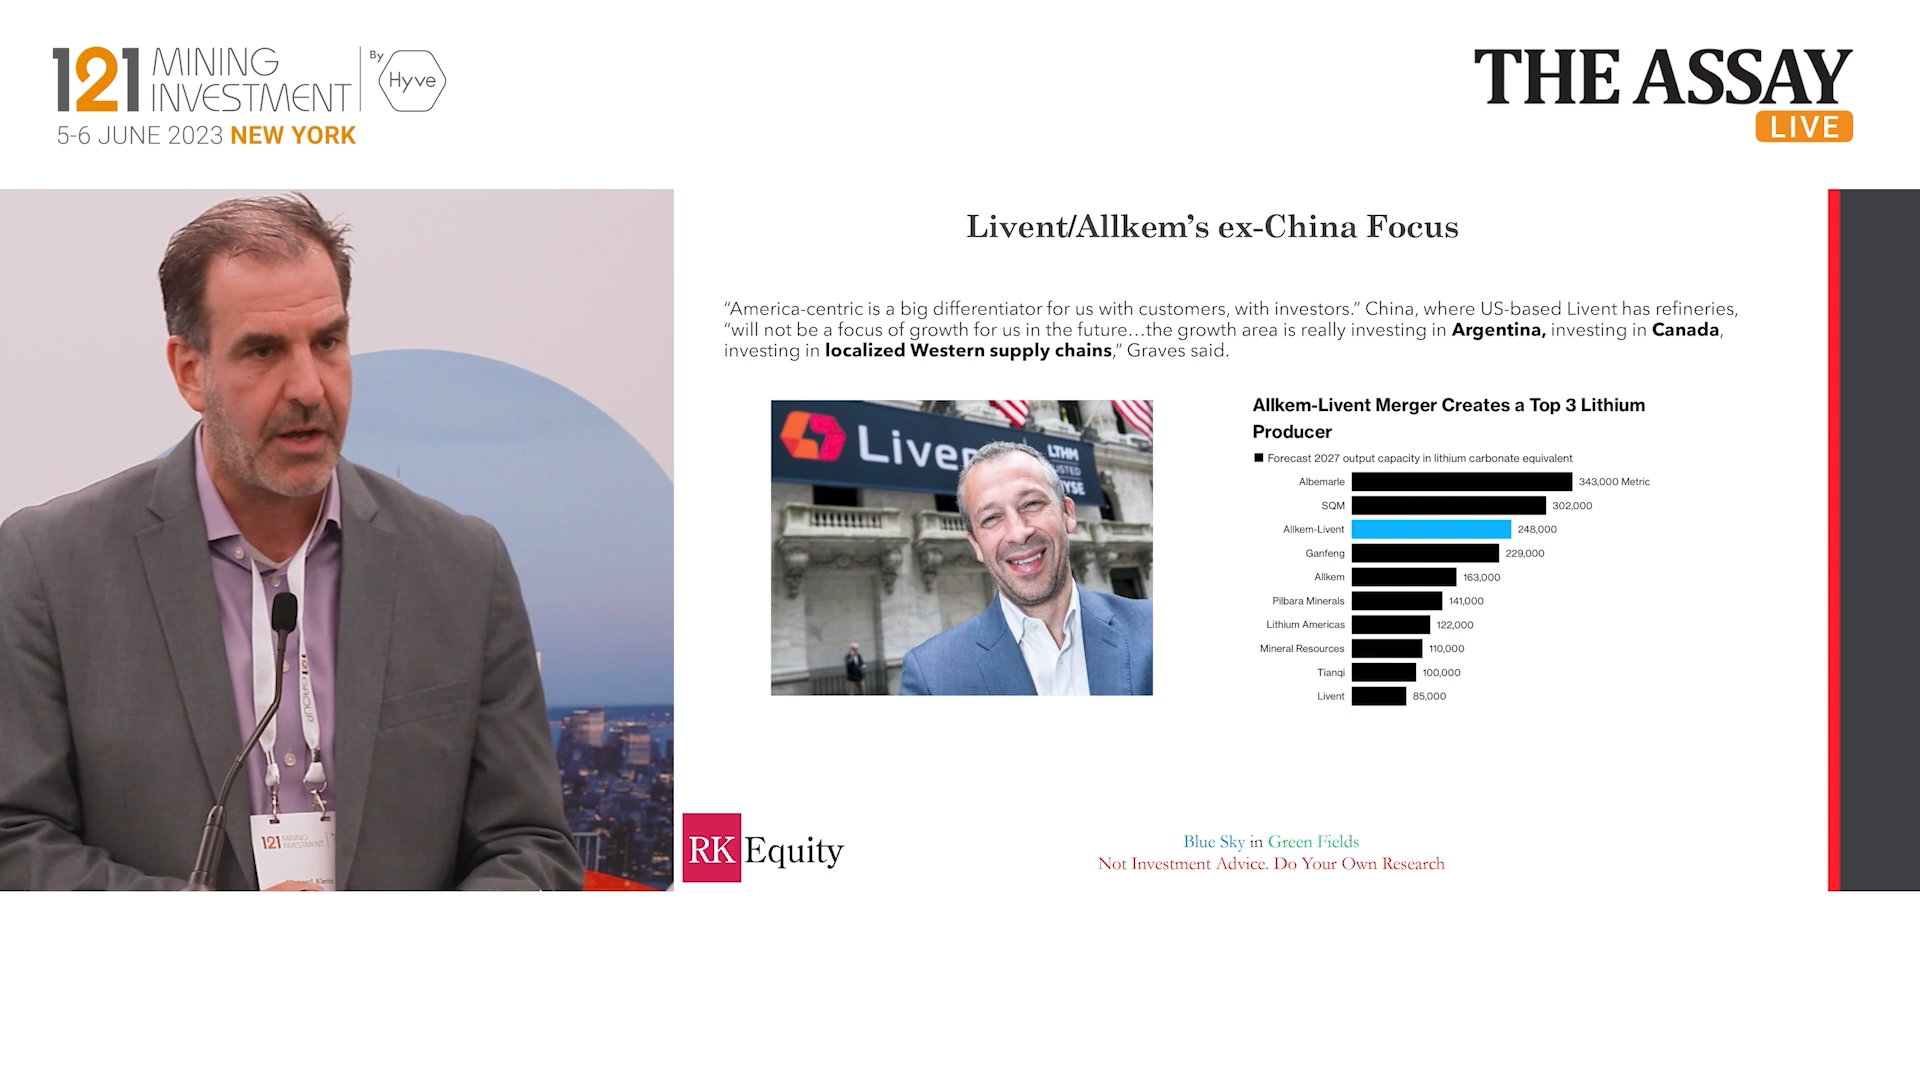 121 MINING INVESTMENT By Hyve
5-6 JUNE 2023 NEW YORK
THE ASSAY
LIVE
Livent/Allkem’s ex-China Focus
“America-centric is a big differentiator for us with customers, with investors.” China, where US-based Livent has refineries,
“will not be a focus of growth for us in the future…the growth area is really investing in Argentina, investing in Canada,
investing in localized Western supply chains,” Graves said.
Liven
LTHM
YSE
Allkem-Livent Merger Creates a Top 3 Lithium
Producer
Forecast 2027 output capacity in lithium carbonate equivalent
Albemarle 343,000 Metric
SQM 302,000
Allkem-Livent 248,000
Ganfeng 229,000
Allkem 163,000
Pilbara Minerals 141,000
Lithium Americas 122,000
Mineral Resources 110,000
Tianqi 100,000
Livent 85,000
GROUP
121 MINING INVESTMENT
RK Equity
Blue Sky in Green Fields
Not Investment Advice. Do Your Own Research